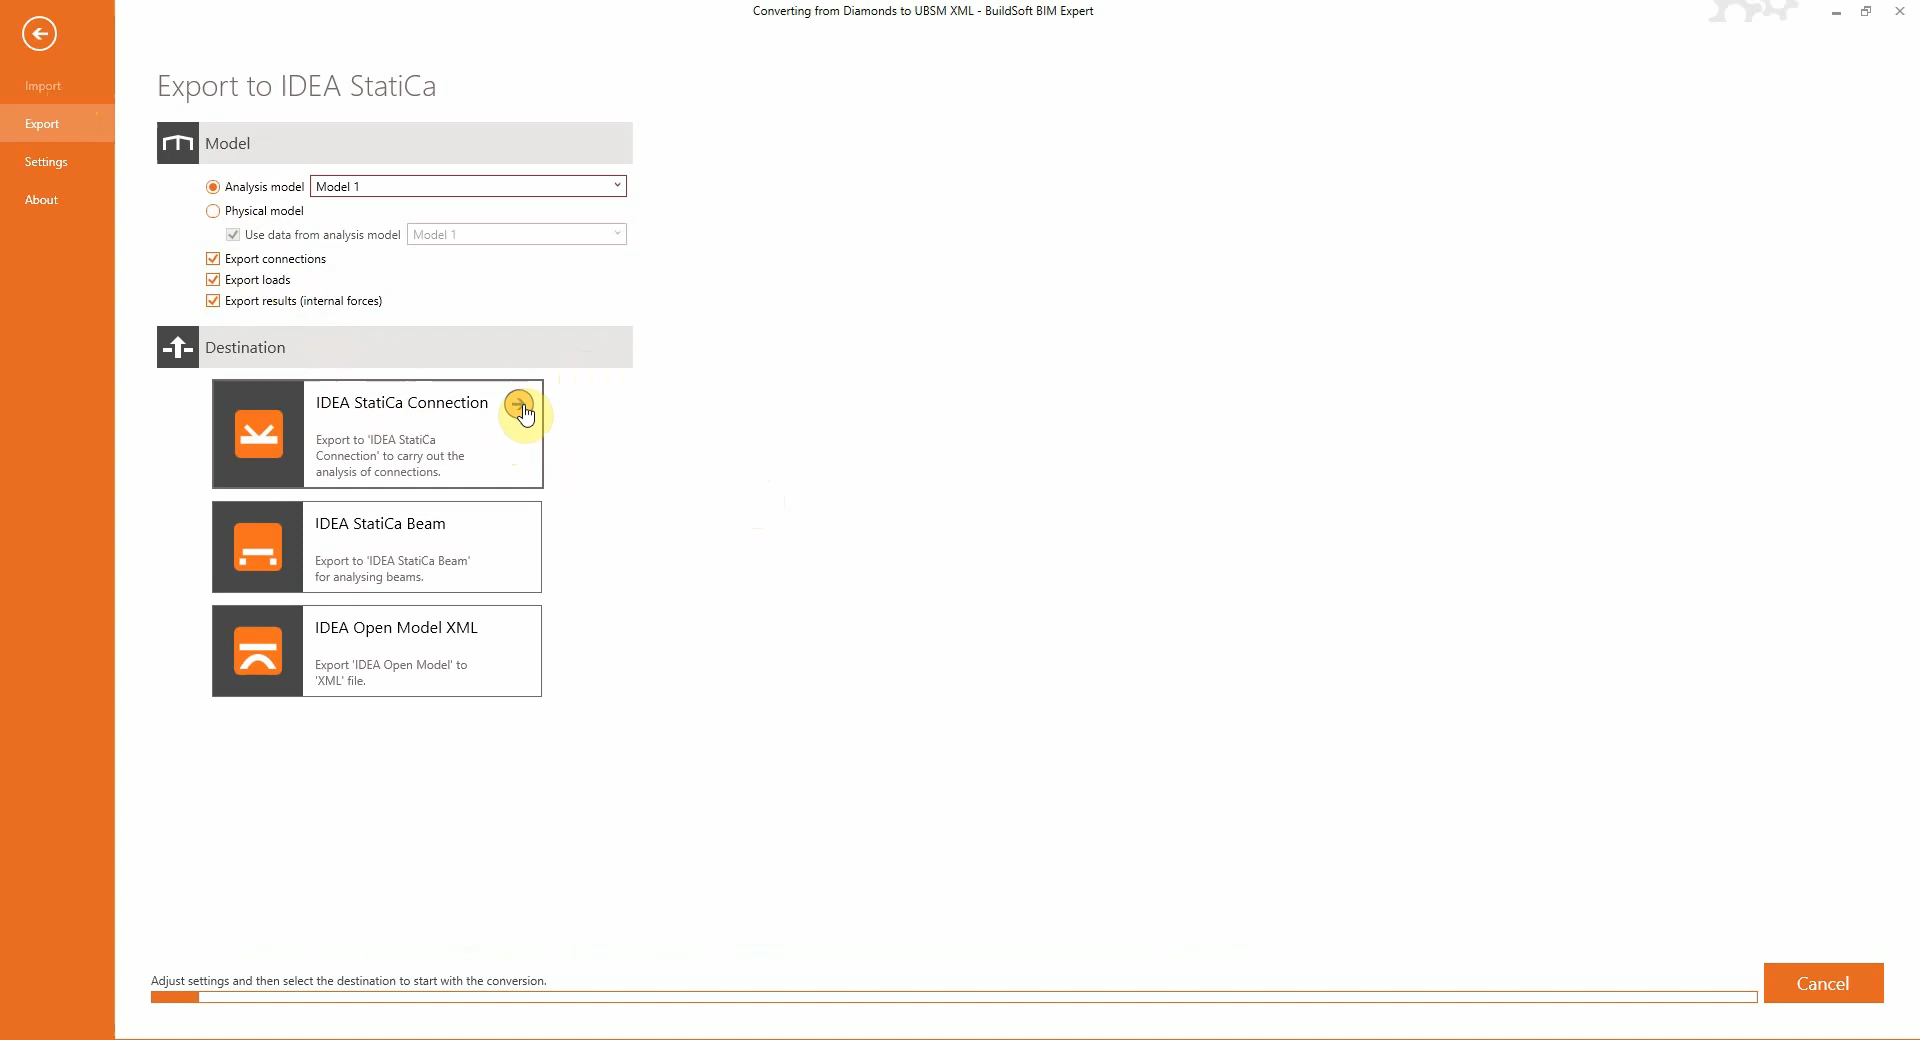 Converting from Diamonds to UBSM XML - BuildSoft BIM Expert
Import
Export
Settings
About
Export to IDEA StatiCa
Model
Analysis model Model 1
Physical model
Use data from analysis model Model 1
Export connections
Export loads
Export results (internal forces)
Destination
IDEA StatiCa Connection
Export to 'IDEA StatiCa
Connection' to carry out the
analysis of connections.
IDEA StatiCa Beam
Export to 'IDEA StatiCa Beam'
for analysing beams.
IDEA Open Model XML
Export 'IDEA Open Model' to
'XML' file.
Adjust settings and then select the destination to start with the conversion.
Cancel